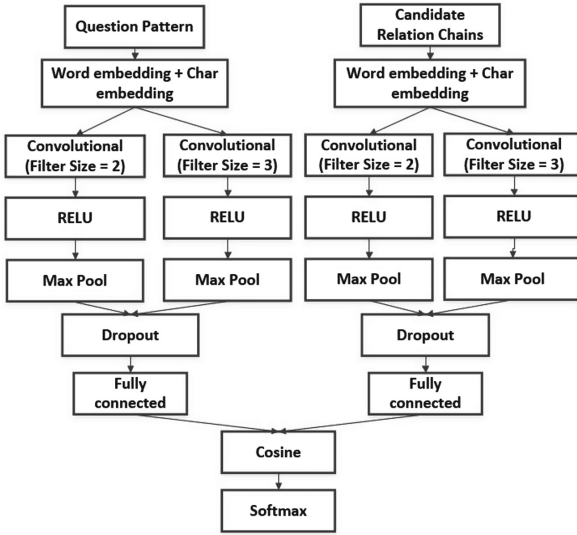 Question Pattern
Candidate
Relation Chains
Word embedding + Char
embedding
Word embedding + Char
embedding
Convolutional
(Filter Size = 2)
Convolutional
(Filter Size = 3)
Convolutional
(Filter Size = 2)
Convolutional
(Filter Size = 3)
RELU
RELU
RELU
RELU
Max Pool
Max Pool
Max Pool
Max Pool
Dropout
Dropout
Fully
connected
Fully
connected
Cosine
Softmax